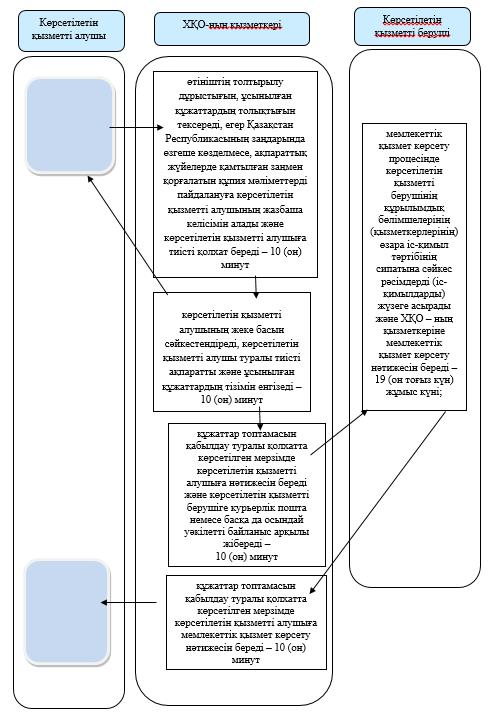 Көрсетілетін
қызметті алушы
ХҚО-ның қызметкері
Көрсетілетін
қызметті беруші
өтініштің толтырылу
дұрыстығын, ұсынылған
құжаттардың толықтығын
тексереді, егер Қазақстан
Республикасының заңдарында
өзгеше көзделмесе, ақпараттық
жүйелерде қамтылған заңмен
қорғалатын құпия мәліметтерді
пайдалануға көрсетілетін
қызметті алушының жазбаша
келісімін алады және
көрсетілетін қызметті алушыға
тиісті қолхат береді – 10 (он)
минут
көрсетілетін қызметті
алушының жеке басын
сәйкестендіреді, көрсетілетін
қызметті алушы туралы тиісті
ақпаратты және ұсынылған
құжаттардың тізімін енгізеді –
10 (он) минут
құжаттар топтамасын
қабылдау туралы қолхатта
көрсетілген мерзімде
көрсетілетін қызметті
алушыға нәтижесін береді
және көрсетілетін қызметті
берушіге курьерлік пошта
немесе басқа да осындай
уәкілетті байланыс арқылы
жібереді –
10 (он) минут
құжаттар топтамасын
қабылдау туралы қолхатта
көрсетілген мерзімде
көрсетілетін қызметті алушыға
мемлекеттік қызмет көрсету
нәтижесін береді – 10 (он)
минут
мемлекеттік
қызмет көрсету
процесінде
көрсетілетін
қызметті
берушінің
құрылымдық
бөлімшелерінің
(қызметкерлерінің)
өзара іс-қимыл
тәртібінің
сипатына сәйкес
рәсімдерді (іс-
қимылдарды)
жүзеге асырады
және ХҚО – ның
қызметкеріне
мемлекеттік
қызмет көрсету
нәтижесін береді –
19 (он тоғыз күн)
жұмыс күні;